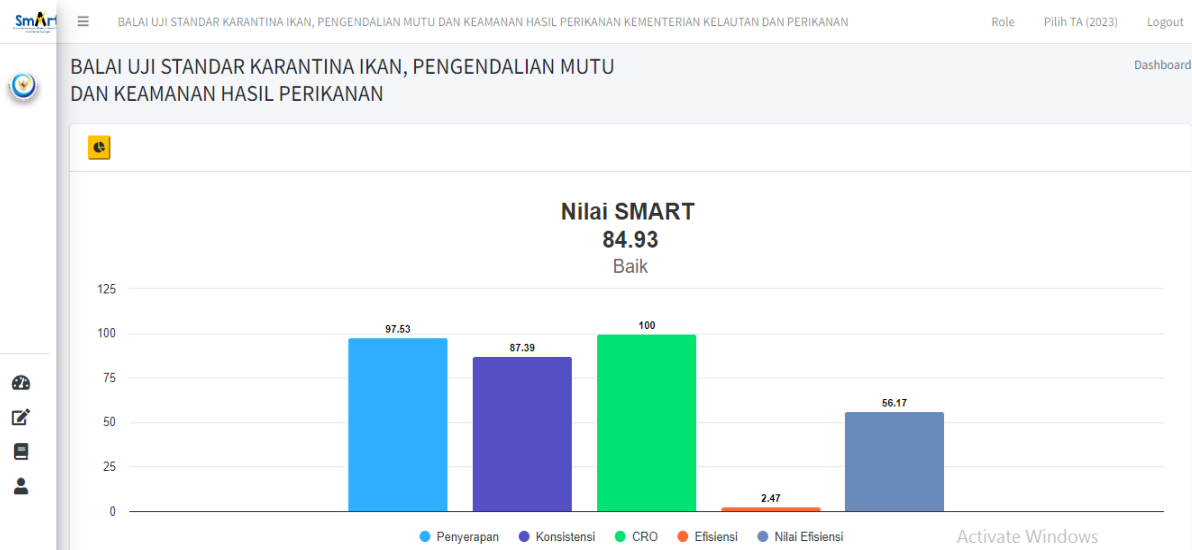 SmArt
BALAI UJI STANDAR KARANTINA IKAN, PENGENDALIAN MUTU DAN KEAMANAN HASIL PERIKANAN KEMENTERIAN KELAUTAN DAN PERIKANAN
Role
Pilih TA (2023)
Logout
BALAI UJI STANDAR KARANTINA IKAN, PENGENDALIAN MUTU
DAN KEAMANAN HASIL PERIKANAN
Dashboard
Nilai SMART
84.93
Baik
125
100
75
50
25
0
97.53
87.39
100
2.47
56.17
Penyerapan
Konsistensi
CRO
Efisiensi
Nilai Efisiensi
Activate Windows